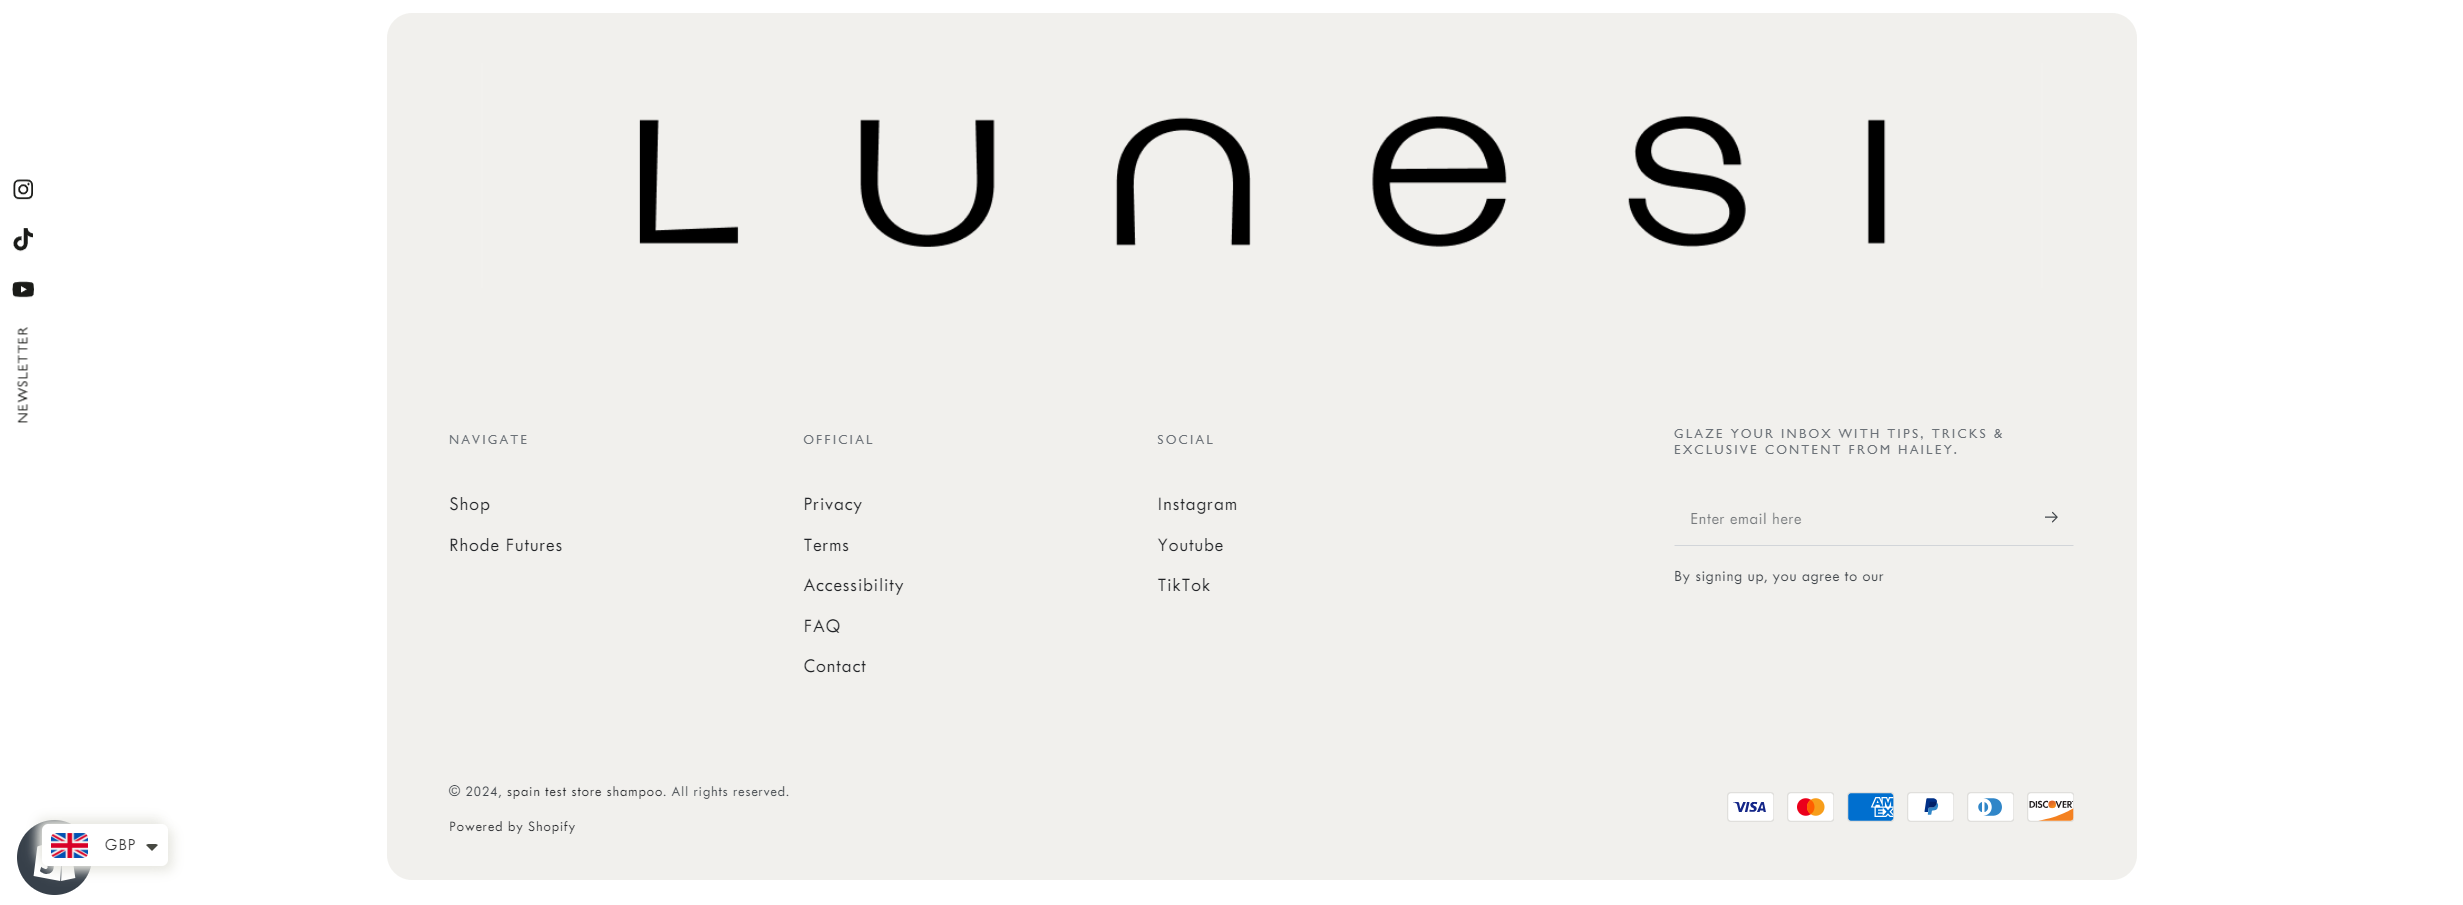 LUNESI
NEWSLETTER
NAVIGATE
Shop
Rhode Futures
OFFICIAL
Privacy
Terms
Accessibility
FAQ
Contact
SOCIAL
Instagram
Youtube
TikTok
GLAZE YOUR INBOX WITH TIPS, TRICKS &
EXCLUSIVE CONTENT FROM HAILEY.
Enter email here
By signing up, you agree to our
© 2024, spain test store shampoo. All rights reserved.
Powered by Shopify
VISA
AM
EX
DISCOVER
GBP